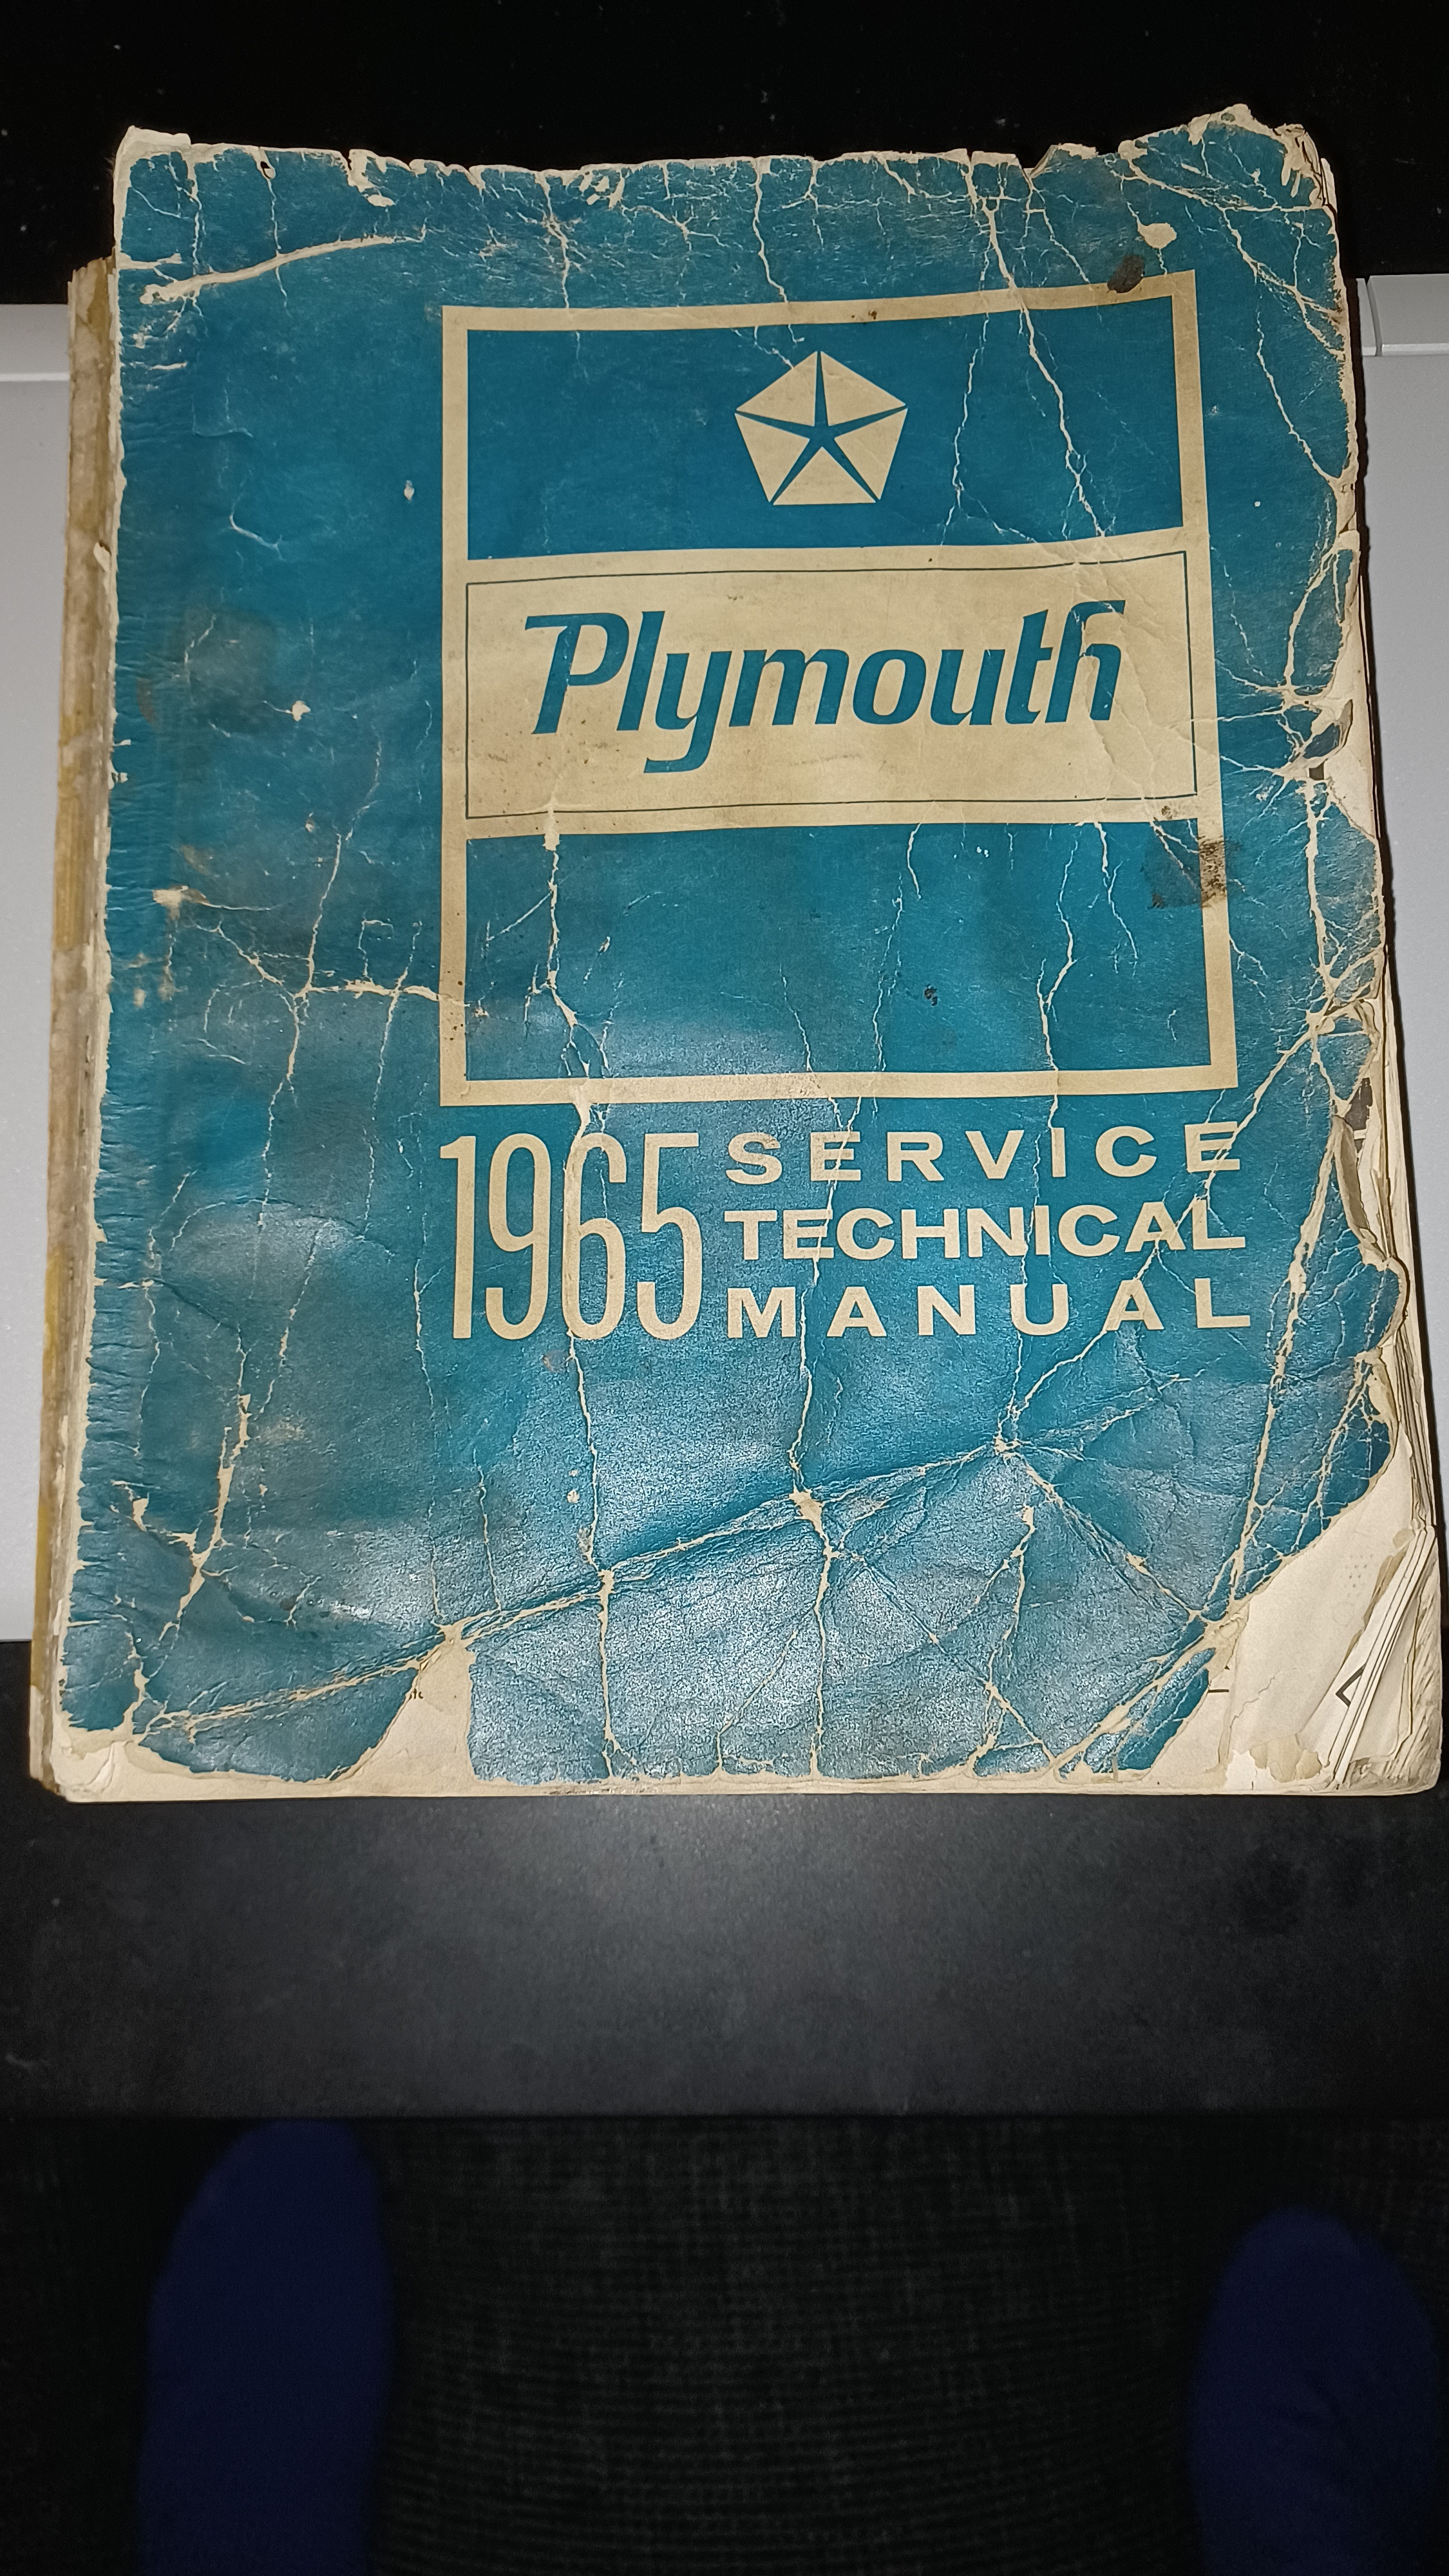 Plymouth
1965 SERVICE
TECHNICAL
MANUAL